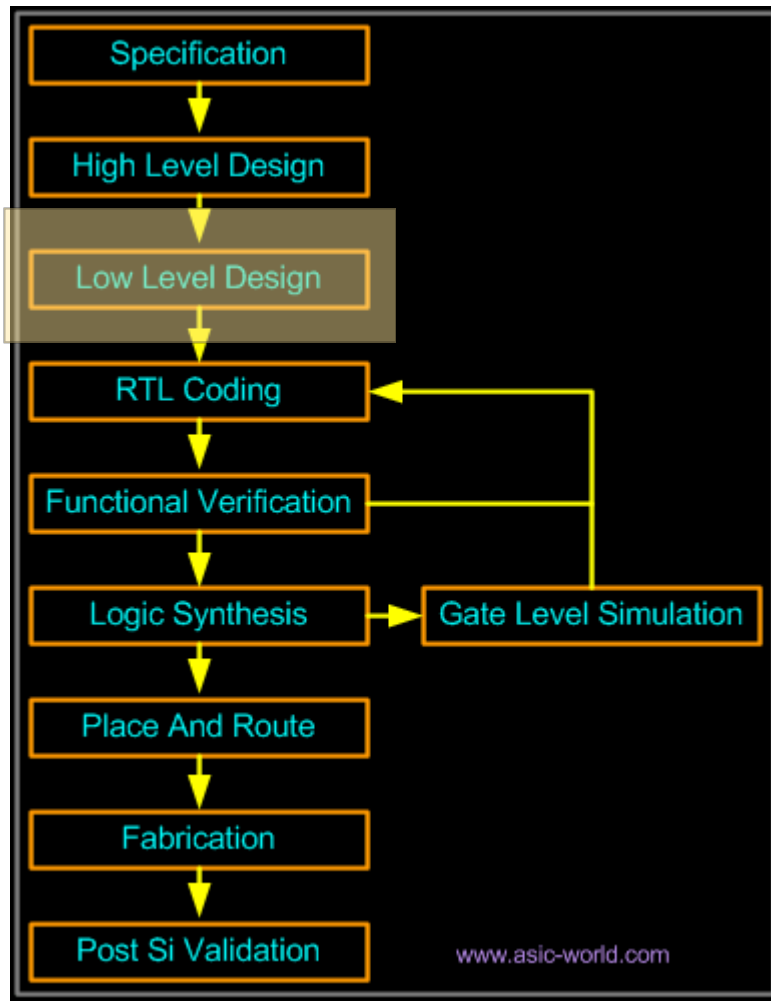 Specification
High Level Design
Low Level Design
RTL Coding
Functional Verification
Logic Synthesis
Gate Level Simulation
Place And Route
Fabrication
Post Si Validation
www.asic-world.com